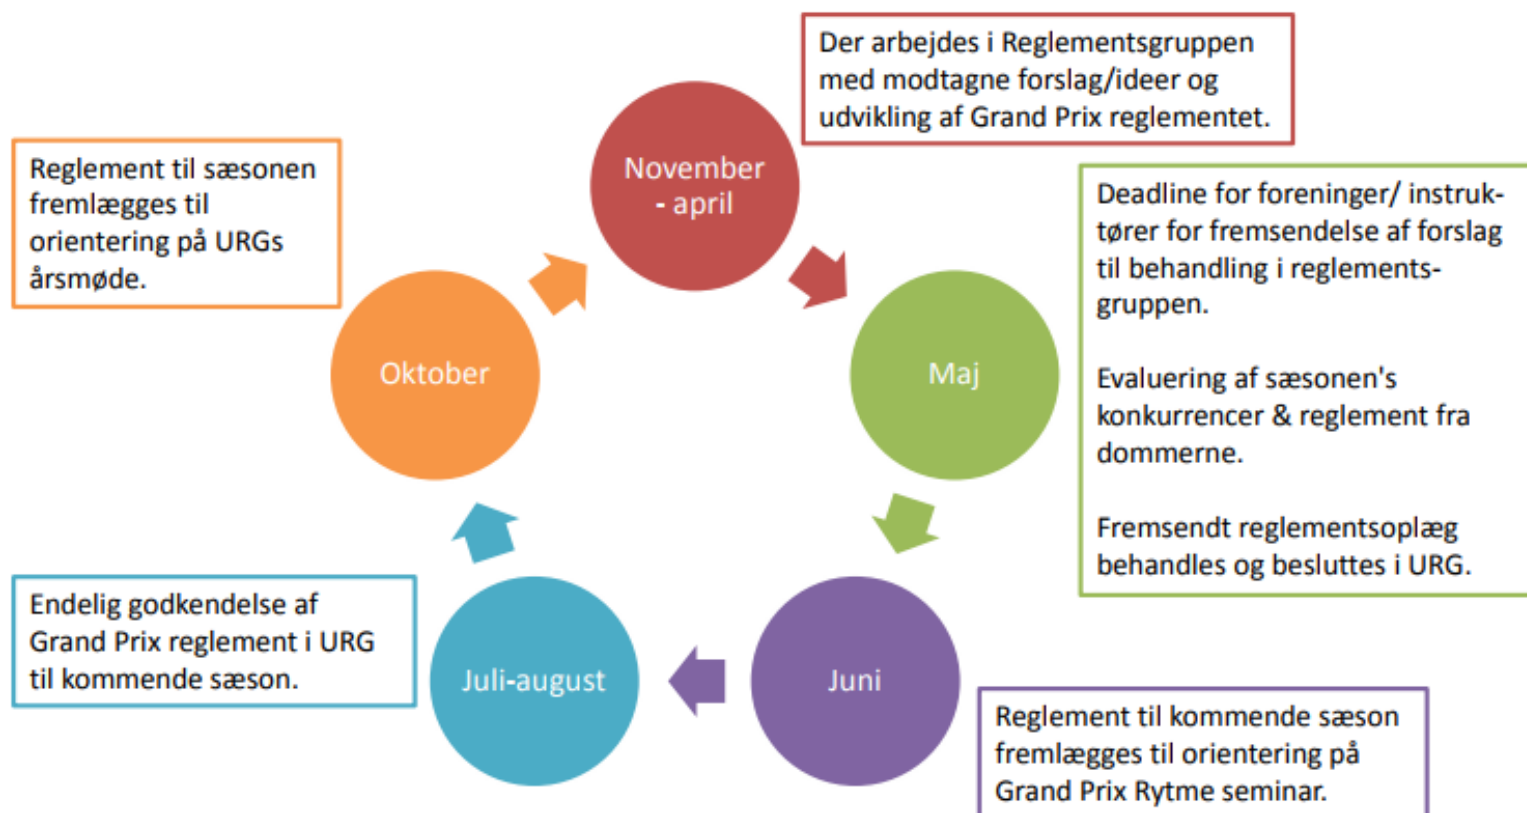 November
- april
Der arbejdes i Reglementsgruppen
med modtagne forslag/ideer og
udvikling af Grand Prix reglementet.
Maj
Deadline for foreninger/ instruk-
tører for fremsendelse af forslag
til behandling i reglements-
gruppen.
Evaluering af sæsonen's
konkurrencer & reglement fra
dommerne.
Fremsendt reglementsoplæg
behandles og besluttes i URG.
Juni
Reglement til kommende sæson
fremlægges til orientering på
Grand Prix Rytme seminar.
Juli-august
Endelig godkendelse af
Grand Prix reglement i URG
til kommende sæson.
Oktober
Reglement til sæsonen
fremlægges til
orientering på URGs
årsmøde.